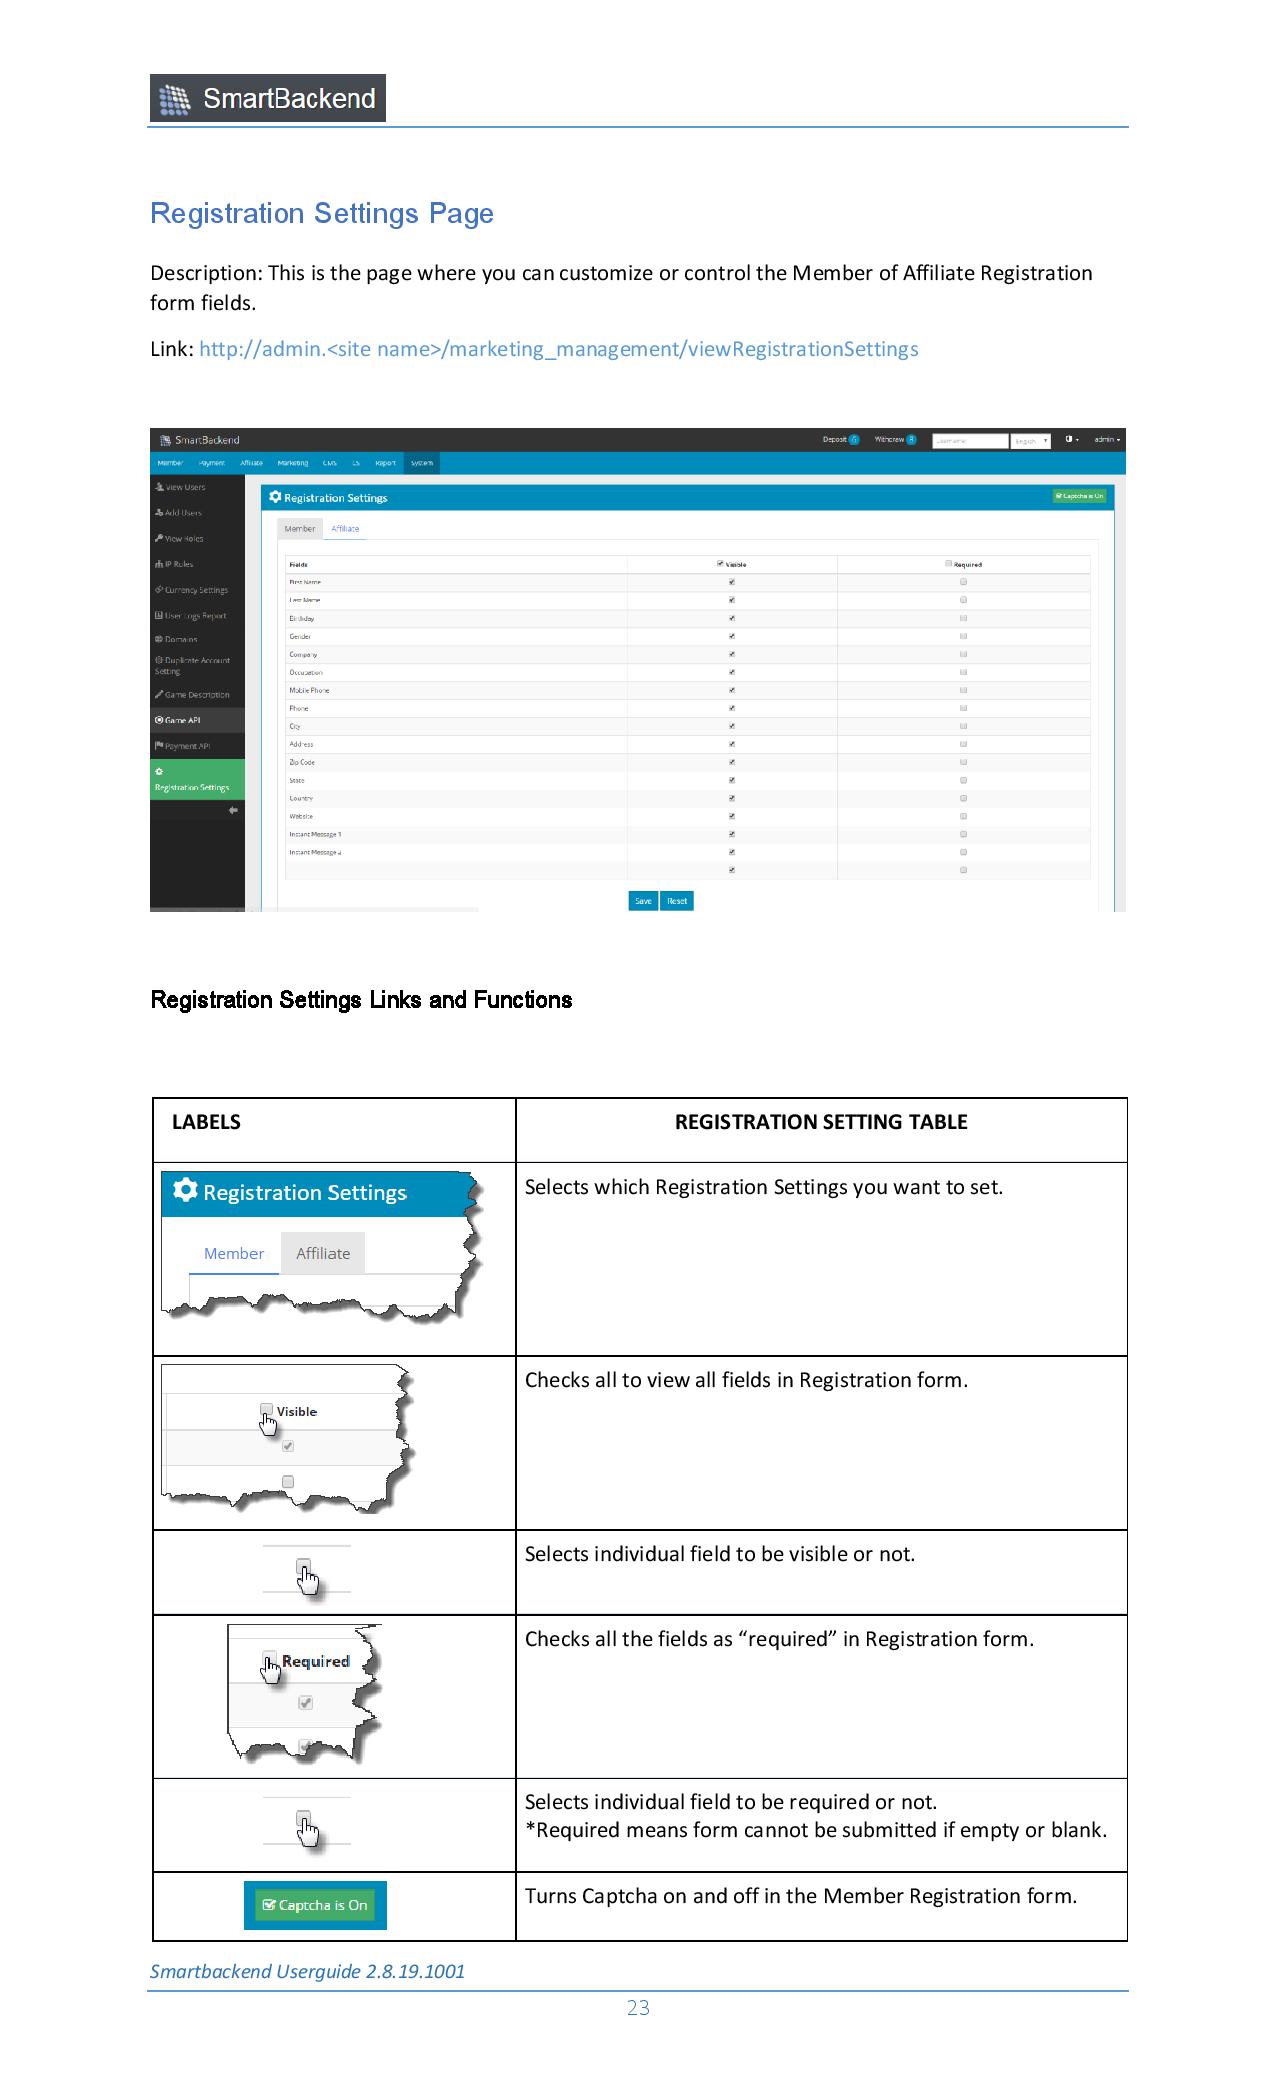 SmartBackend
Registration Settings Page
Description: This is the page where you can customize or control the Member of Affiliate Registration
form fields.
Link: http://admin.<site name>/marketing_management/viewRegistrationSettings
SmartBackend Deposit 6 Withdraw 8 Username English admin
Member Payment Affiliate Marketing CMS CS Report System
View Users
Add Users
View Roles
IP Rules
Currency Settings
User Logs Report
Domains
Duplicate Account
Setting
Game Description
Game API
Payment API
Registration Settings
Registration Settings Captcha is On
Member Affiliate
Fields Visible Required
First Name
Last Name
Birthday
Gender
Company
Occupation
Mobile Phone
Phone
City
Address
Zip Code
State
Country
Website
Instant Message 1
Instant Message 2
Save Reset
Registration Settings Links and Functions
LABELS REGISTRATION SETTING TABLE
Registration Settings
Member Affiliate
Selects which Registration Settings you want to set.
Visible
Checks all to view all fields in Registration form.
Selects individual field to be visible or not.
Required
Checks all the fields as “required” in Registration form.
Selects individual field to be required or not.
*Required means form cannot be submitted if empty or blank.
Captcha is On
Turns Captcha on and off in the Member Registration form.
Smartbackend Userguide 2.8.19.1001
23